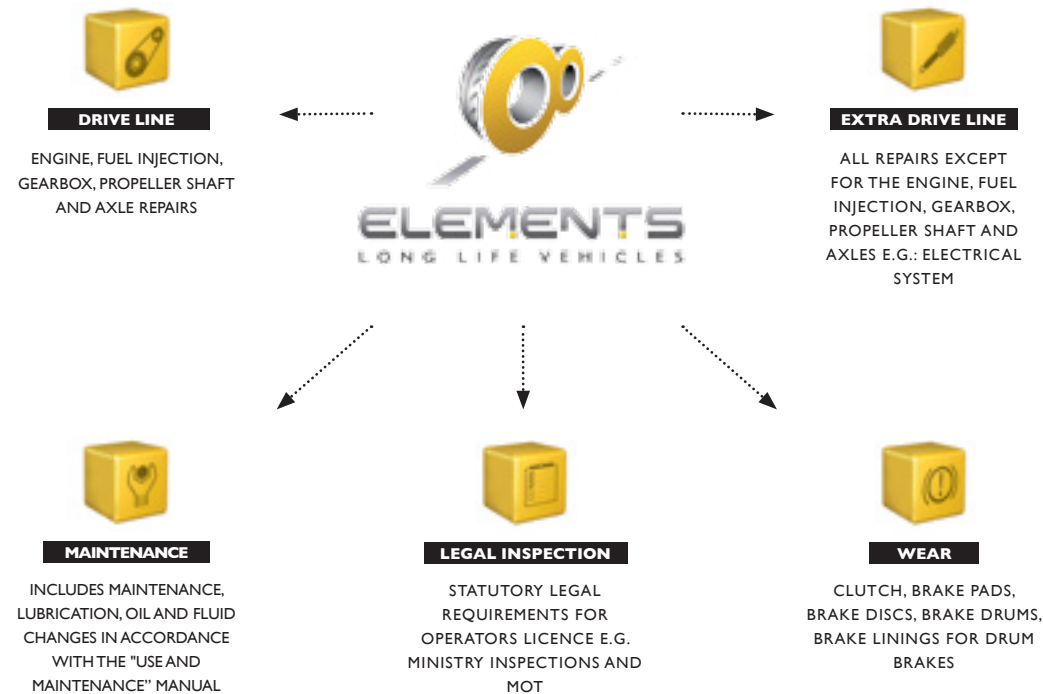 DRIVE LINE
ENGINE, FUEL INJECTION,
GEARBOX, PROPELLER SHAFT
AND AXLE REPAIRS
ELEMENTS
LONG LIFE VEHICLES
EXTRA DRIVE LINE
ALL REPAIRS EXCEPT
FOR THE ENGINE, FUEL
INJECTION, GEARBOX,
PROPELLER SHAFT AND
AXLES E.G.: ELECTRICAL
SYSTEM
MAINTENANCE
INCLUDES MAINTENANCE,
LUBRICATION, OIL AND FLUID
CHANGES IN ACCORDANCE
WITH THE "USE AND
MAINTENANCE” MANUAL
LEGAL INSPECTION
STATUTORY LEGAL
REQUIREMENTS FOR
OPERATORS LICENCE E.G.
MINISTRY INSPECTIONS AND
MOT
WEAR
CLUTCH, BRAKE PADS,
BRAKE DISCS, BRAKE DRUMS,
BRAKE LININGS FOR DRUM
BRAKES